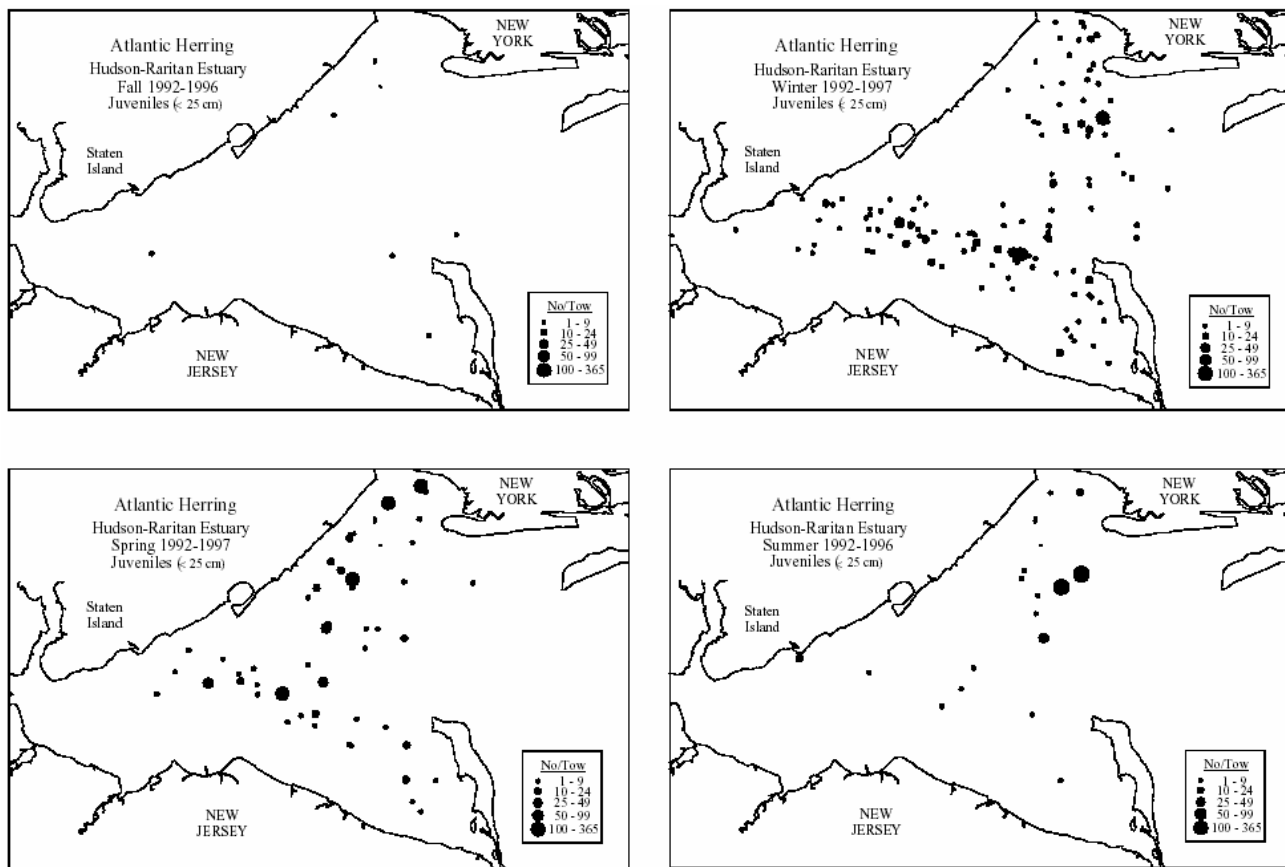 NEW
YORK
Atlantic Herring
Hudson-Raritan Estuary
Fall 1992-1996
Juveniles (< 25 cm)
Staten
Island
NEW
JERSEY
No/Tow
1 - 9
10 - 24
25 - 49
50 - 99
100 - 365
NEW
YORK
Atlantic Herring
Hudson-Raritan Estuary
Winter 1992-1997
Juveniles (< 25 cm)
Staten
Island
NEW
JERSEY
No/Tow
1 - 9
10 - 24
25 - 49
50 - 99
100 - 365
NEW
YORK
Atlantic Herring
Hudson-Raritan Estuary
Spring 1992-1997
Juveniles (< 25 cm)
Staten
Island
NEW
JERSEY
No/Tow
1 - 9
10 - 24
25 - 49
50 - 99
100 - 365
NEW
YORK
Atlantic Herring
Hudson-Raritan Estuary
Summer 1992-1996
Juveniles (< 25 cm)
Staten
Island
NEW
JERSEY
No/Tow
1 - 9
10 - 24
25 - 49
50 - 99
100 - 365